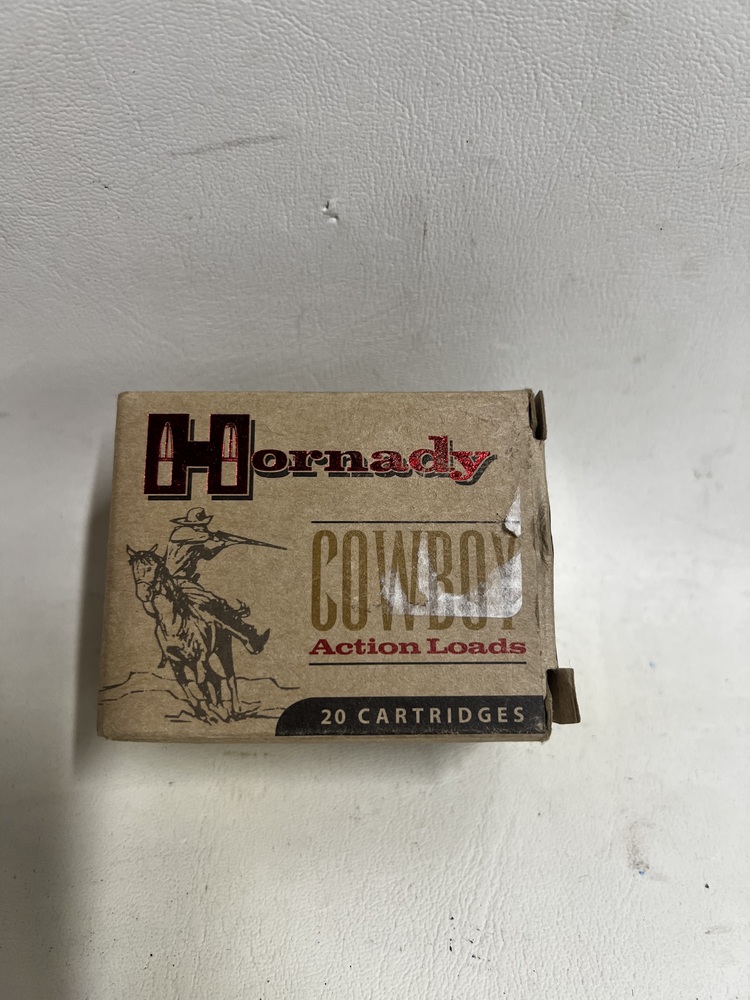 Hornady
COWBOY
Action Loads
20 CARTRIDGES